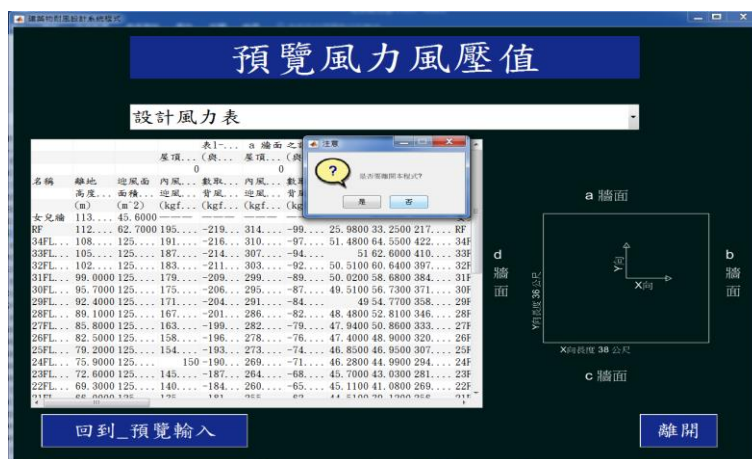 建築物耐風設計系統程式
預覽風力風壓值
設計風力表
表1-... a 牆面 之設
屋頂... (與... 屋頂... (與
0 0
名稱 離地 迎風面 內風... 數取... 內風... 數取
高度... 面積... 迎風... 背風... 迎風... 背風
(m) (m^2) (kgf... (kgf... (kgf... (kgf
女兒牆 113.... 45.6000 ——— ——— ——— ——
RF 112.... 62.7000 195.... -219... 314.... -99... 25.9800 33.2500 217.... RF
34FL... 108.... 125.... 191.... -216... 310.... -97... 51.4800 64.5500 422.... 34F
33FL... 105.... 125.... 187.... -214... 307.... -94... 51 62.6000 410.... 33F
32FL... 102.... 125.... 183.... -211... 303.... -92... 50.5100 60.6400 397.... 32F
31FL... 99.0000 125.... 179.... -209... 299.... -89... 50.0200 58.6800 384.... 31F
30FL... 95.7000 125.... 175.... -206... 295.... -87... 49.5100 56.7300 371.... 30F
29FL... 92.4000 125.... 171.... -204... 291.... -84... 49 54.7700 358.... 29F
28FL... 89.1000 125.... 167.... -201... 286.... -82... 48.4800 52.8100 346.... 28F
27FL... 85.8000 125.... 163.... -199... 282.... -79... 47.9400 50.8600 333.... 27F
26FL... 82.5000 125.... 158.... -196... 278.... -76... 47.4000 48.9000 320.... 26F
25FL... 79.2000 125.... 154.... -193... 273.... -74... 46.8500 46.9500 307.... 25F
24FL... 75.9000 125.... 150 -190... 269.... -71... 46.2800 44.9900 294.... 24F
23FL... 72.6000 125.... 145.... -187... 264.... -68... 45.7000 43.0300 281.... 23F
22FL... 69.3000 125.... 140.... -184... 260.... -65... 45.1100 41.0800 269.... 22F
注意
?
是否要離開本程式?
是 否
a 牆面
d 牆面
b 牆面
c 牆面
Y向
X向
Y向長度 36 公尺
X向長度 38 公尺
回到_預覽輸入
離開